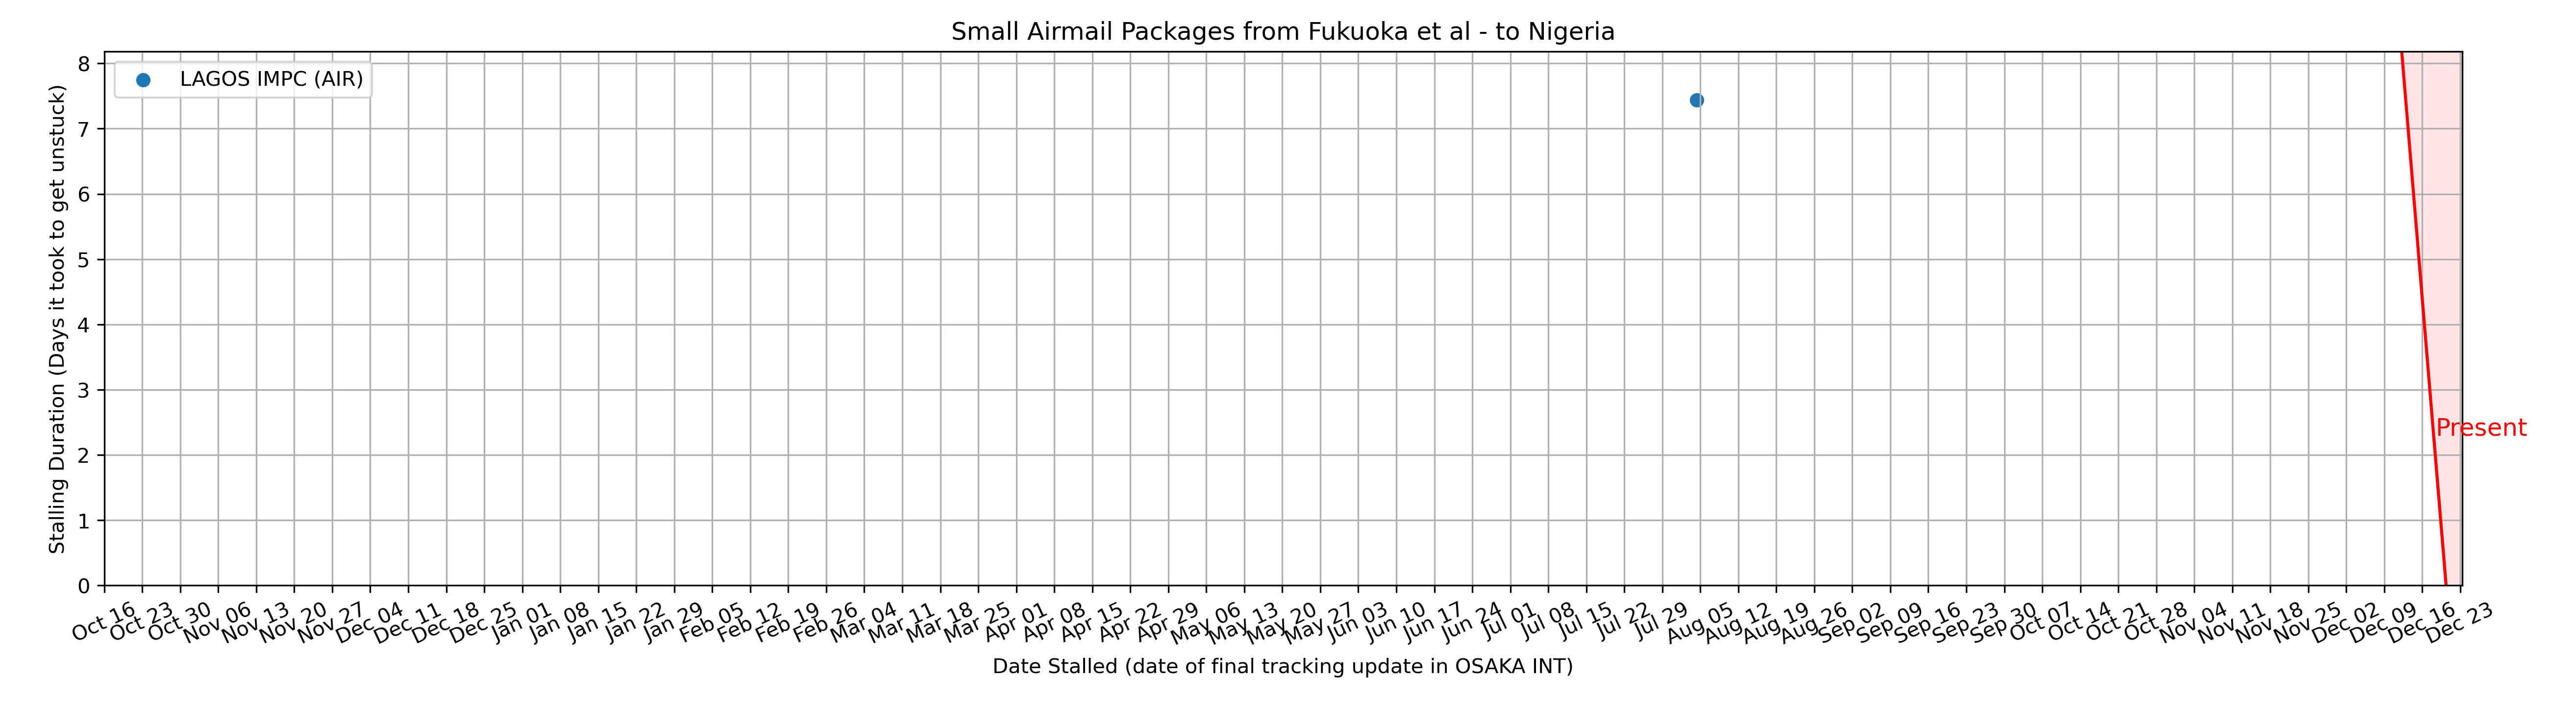 Small Airmail Packages from Fukuoka et al - to Nigeria
LAGOS IMPC (AIR)
Stalling Duration (Days it took to get unstuck)
8
7
6
5
4
3
2
1
0
Present
Oct 16
Oct 23
Oct 30
Nov 06
Nov 13
Nov 20
Nov 27
Dec 04
Dec 11
Dec 18
Dec 25
Jan 01
Jan 08
Jan 15
Jan 22
Jan 29
Feb 05
Feb 12
Feb 19
Feb 26
Mar 04
Mar 11
Mar 18
Mar 25
Apr 01
Apr 08
Apr 15
Apr 22
Apr 29
May 06
May 13
May 20
May 27
Jun 03
Jun 10
Jun 17
Jun 24
Jul 01
Jul 08
Jul 15
Jul 22
Jul 29
Aug 05
Aug 12
Aug 19
Aug 26
Sep 02
Sep 09
Sep 16
Sep 23
Sep 30
Oct 07
Oct 14
Oct 21
Oct 28
Nov 04
Nov 11
Nov 18
Nov 25
Dec 02
Dec 09
Dec 16
Dec 23
Date Stalled (date of final tracking update in OSAKA INT)